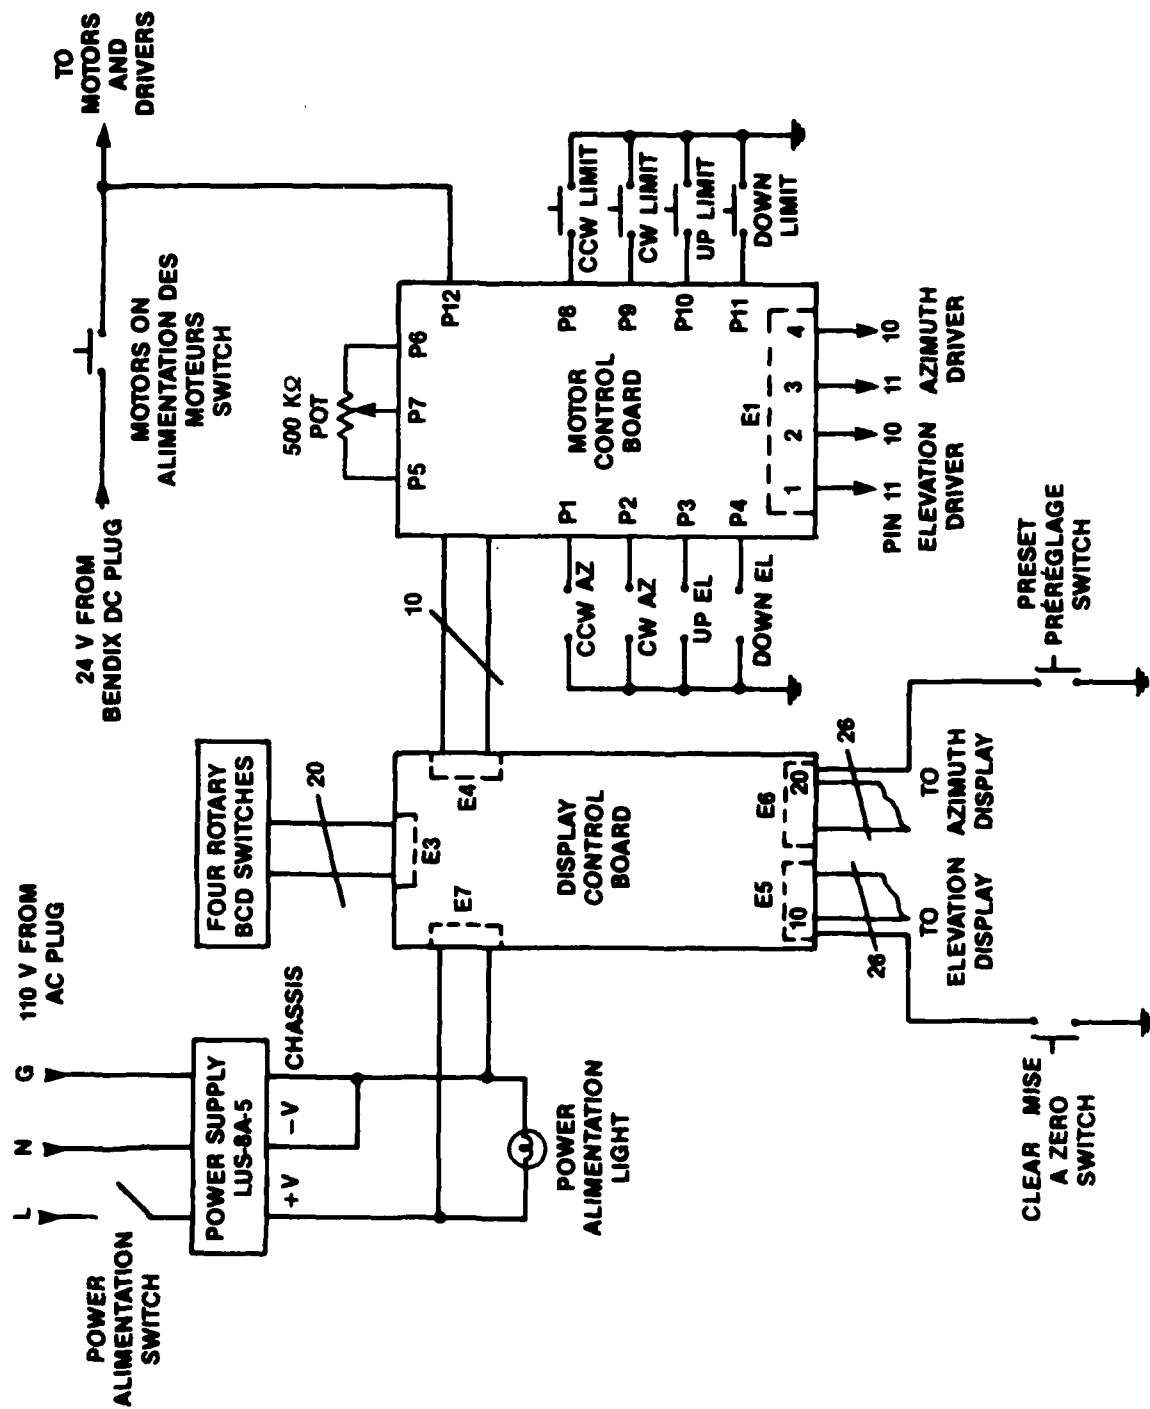 110 V FROM
AC PLUG
L
N
G
POWER
ALIMENTATION
SWITCH
POWER SUPPLY
LUS-8A-5
+V
-V
CHASSIS
POWER
ALIMENTATION
LIGHT
FOUR ROTARY
BCD SWITCHES
20
E7
E3
E4
DISPLAY
CONTROL
BOARD
10
E5
E6
20
26
26
TO
ELEVATION
DISPLAY
TO
AZIMUTH
DISPLAY
CLEAR MISE
A ZERO
SWITCH
PRESET
PRÉRÉGLAGE
SWITCH
24 V FROM
BENDIX DC PLUG
MOTORS ON
ALIMENTATION DES
MOTEURS
SWITCH
TO
MOTORS
AND
DRIVERS
500 KΩ
POT
10
P5
P7
P6
P12
MOTOR
CONTROL
BOARD
P1
P2
P3
P4
CCW AZ
CW AZ
UP EL
DOWN EL
P8
P9
P10
P11
CCW LIMIT
CW LIMIT
UP LIMIT
DOWN
LIMIT
E1
1
2
3
4
PIN 11
10
11
10
ELEVATION
DRIVER
AZIMUTH
DRIVER